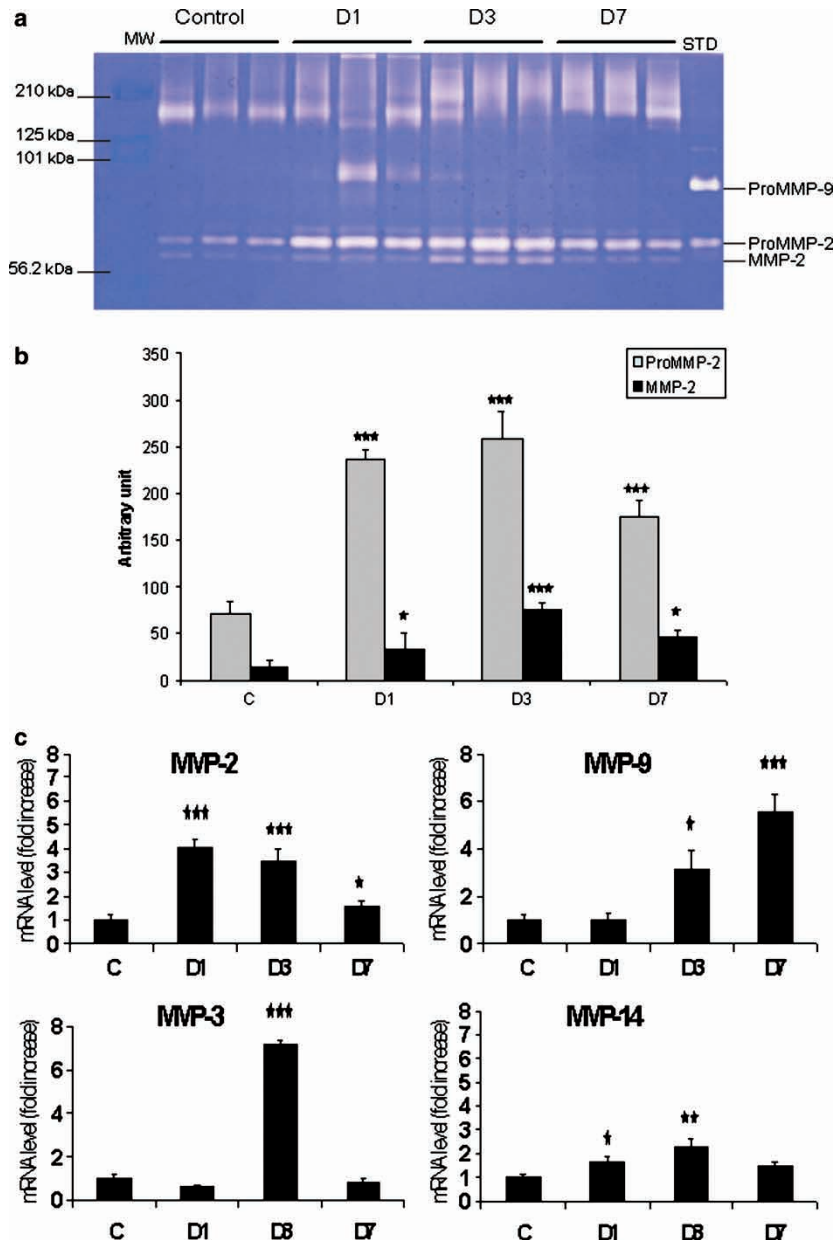 a
Control D1 D3 D7
MW STD
210 kDa
125 kDa
101 kDa
56.2 kDa
ProMMP-9
ProMMP-2
MMP-2
b
Arbitrary unit
350
300
250
200
150
100
50
0
ProMMP-2
MMP-2
*** *** ***
* *** *
C D1 D3 D7
c
MMP-2
mRNA level (fold increase)
8
7
6
5
4
3
2
1
0
*** *** *
C D1 D3 D7
MMP-9
mRNA level (fold increase)
8
6
4
2
0
* ***
C D1 D3 D7
MMP-3
mRNA level (fold increase)
8
6
4
2
0
***
C D1 D3 D7
MMP-14
mRNA level (fold increase)
8
6
4
3
2
1
0
* **
C D1 D3 D7